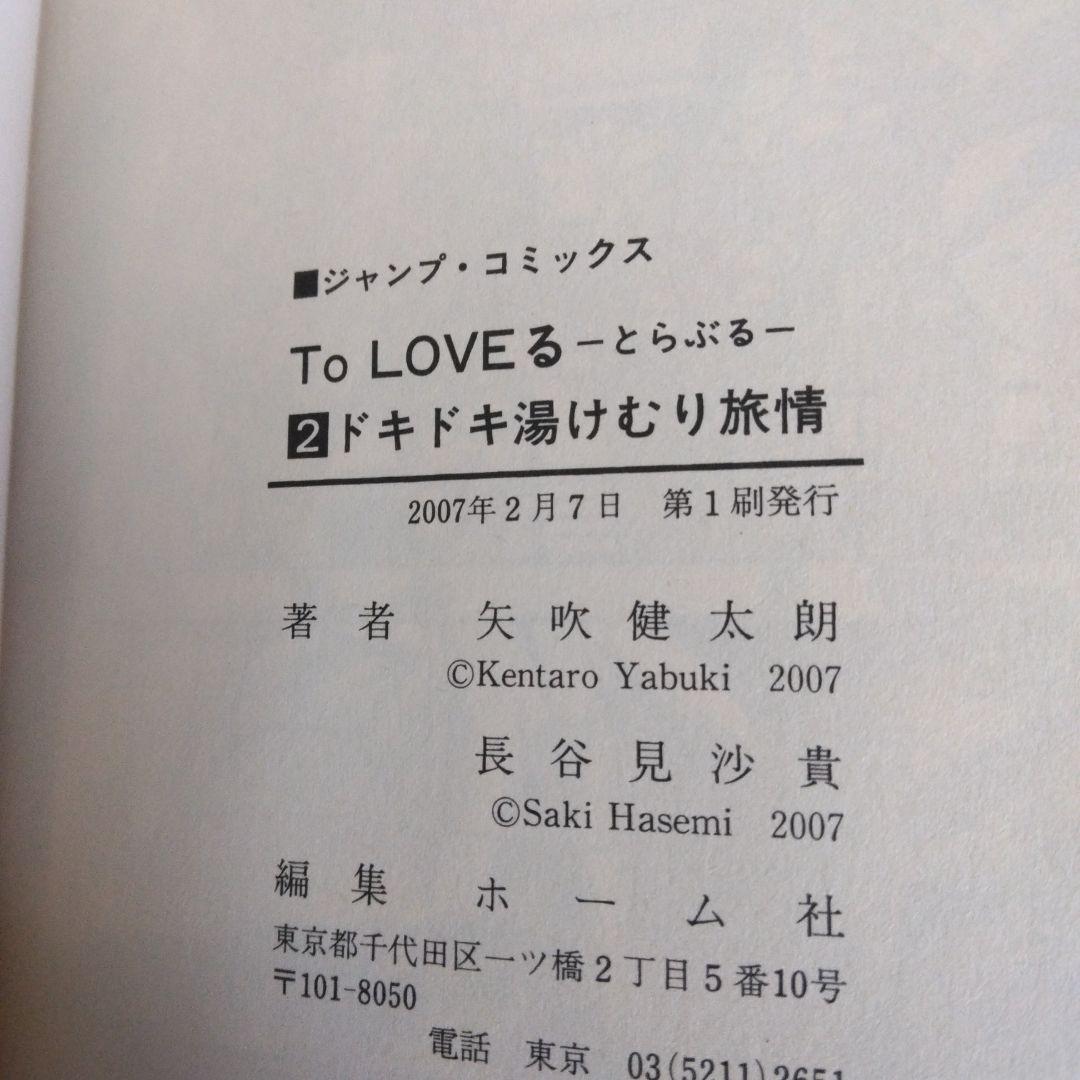 ■ジャンプ・コミックス
To LOVEる－とらぶる－
2ドキドキ湯けむり旅情
2007年2月7日　第1刷発行
著者　矢吹健太朗
©Kentaro Yabuki　2007
長谷見沙貴
©Saki Hasemi　2007
編集　ホーム社
東京都千代田区一ツ橋2丁目5番10号
〒101-8050
電話　東京　03(5211)2651